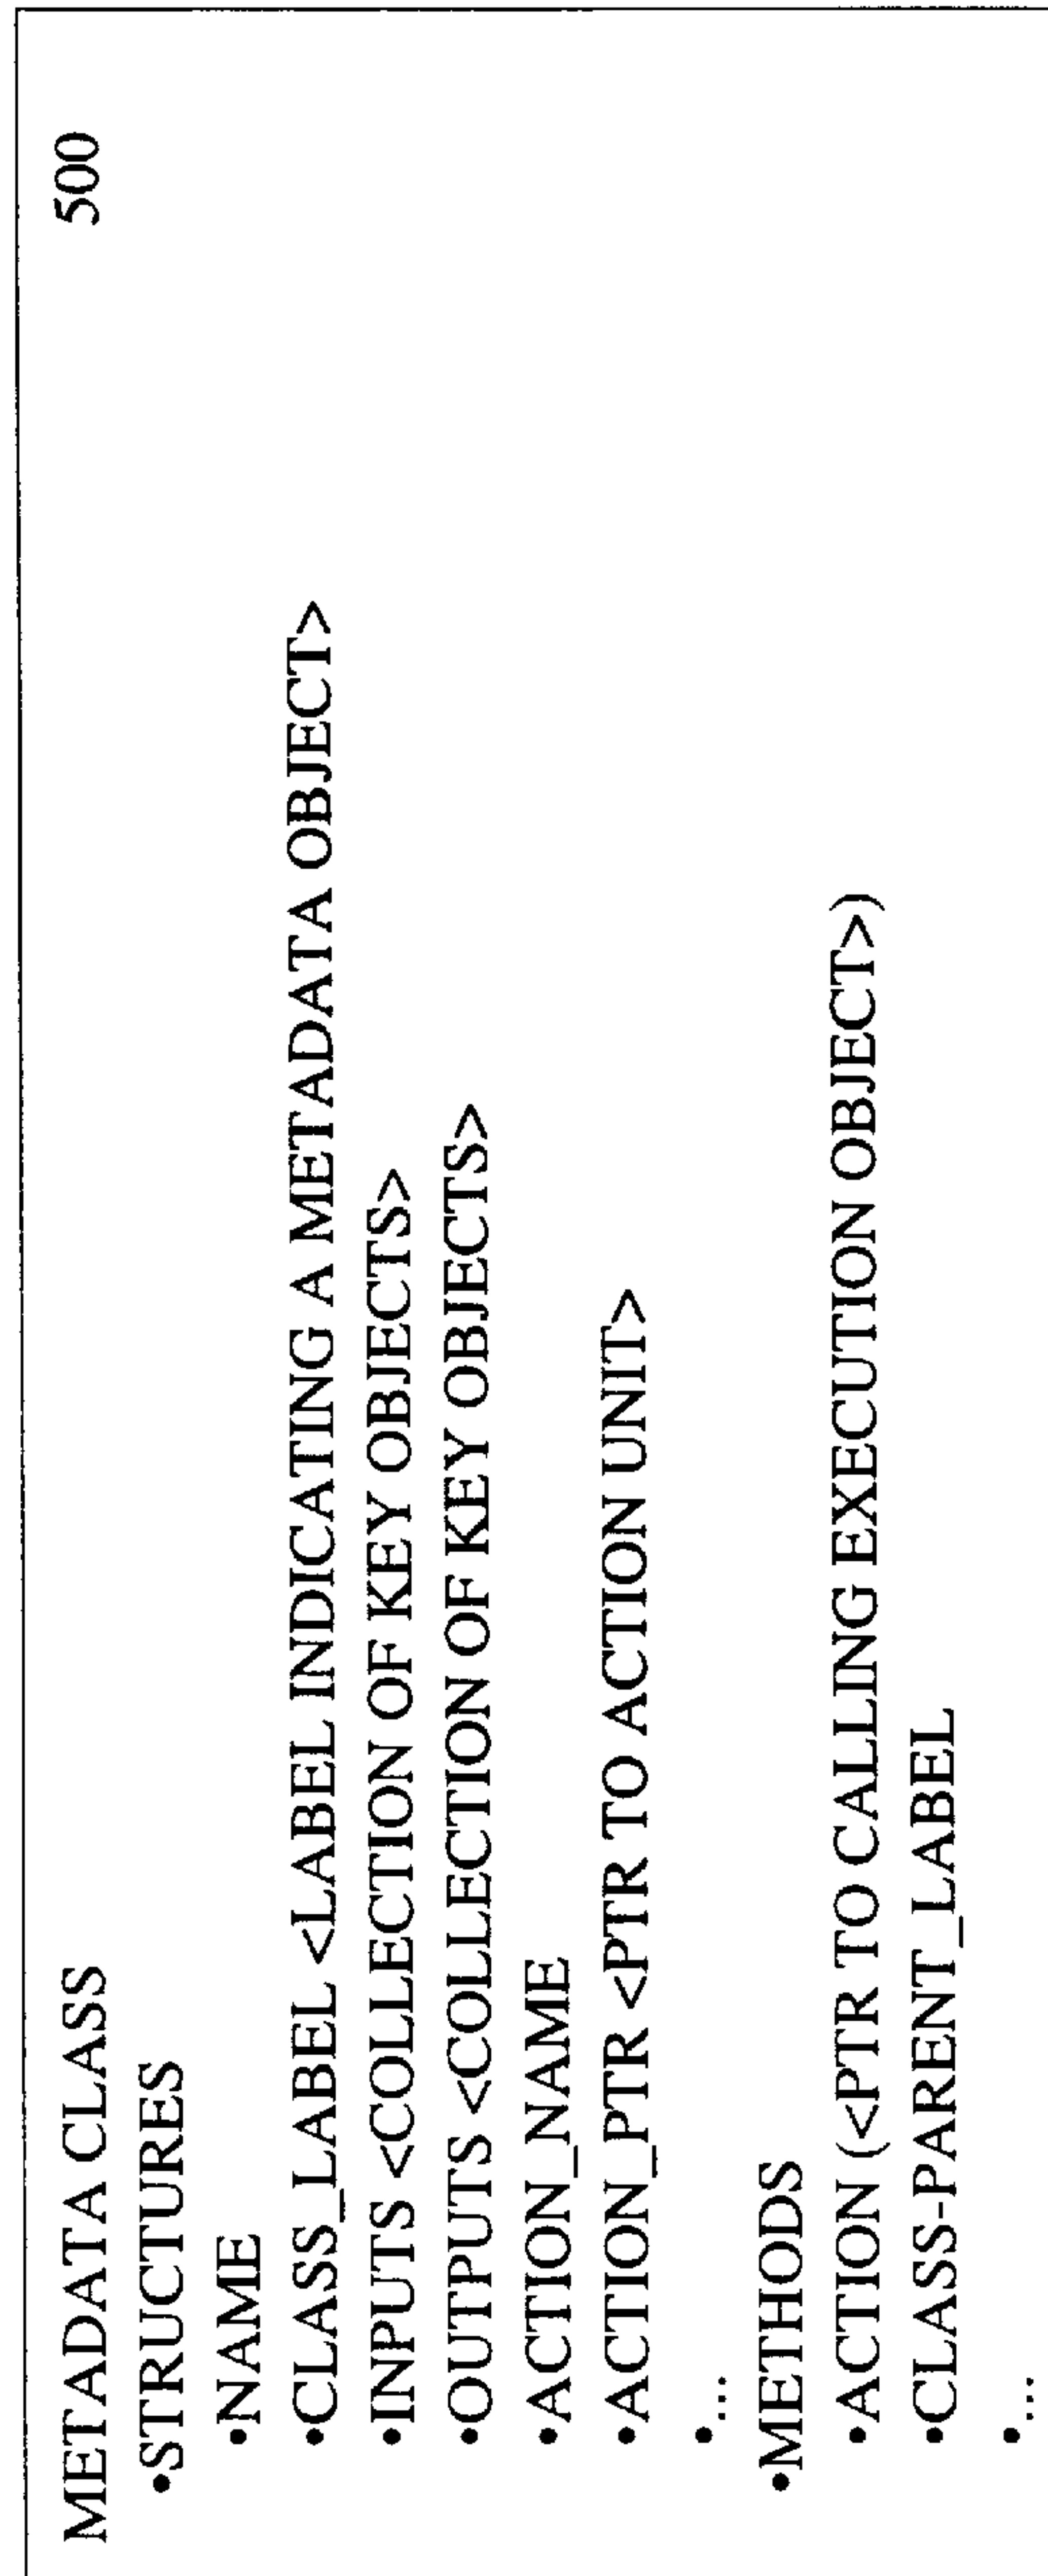 METADATA CLASS 500
•STRUCTURES
•NAME
•CLASS_LABEL <LABEL INDICATING A METADATA OBJECT>
•INPUTS <COLLECTION OF KEY OBJECTS>
•OUTPUTS <COLLECTION OF KEY OBJECTS>
•ACTION_NAME
•ACTION_PTR <PTR TO ACTION UNIT>
•...
•METHODS
•ACTION (<PTR TO CALLING EXECUTION OBJECT>)
•CLASS-PARENT_LABEL
•...